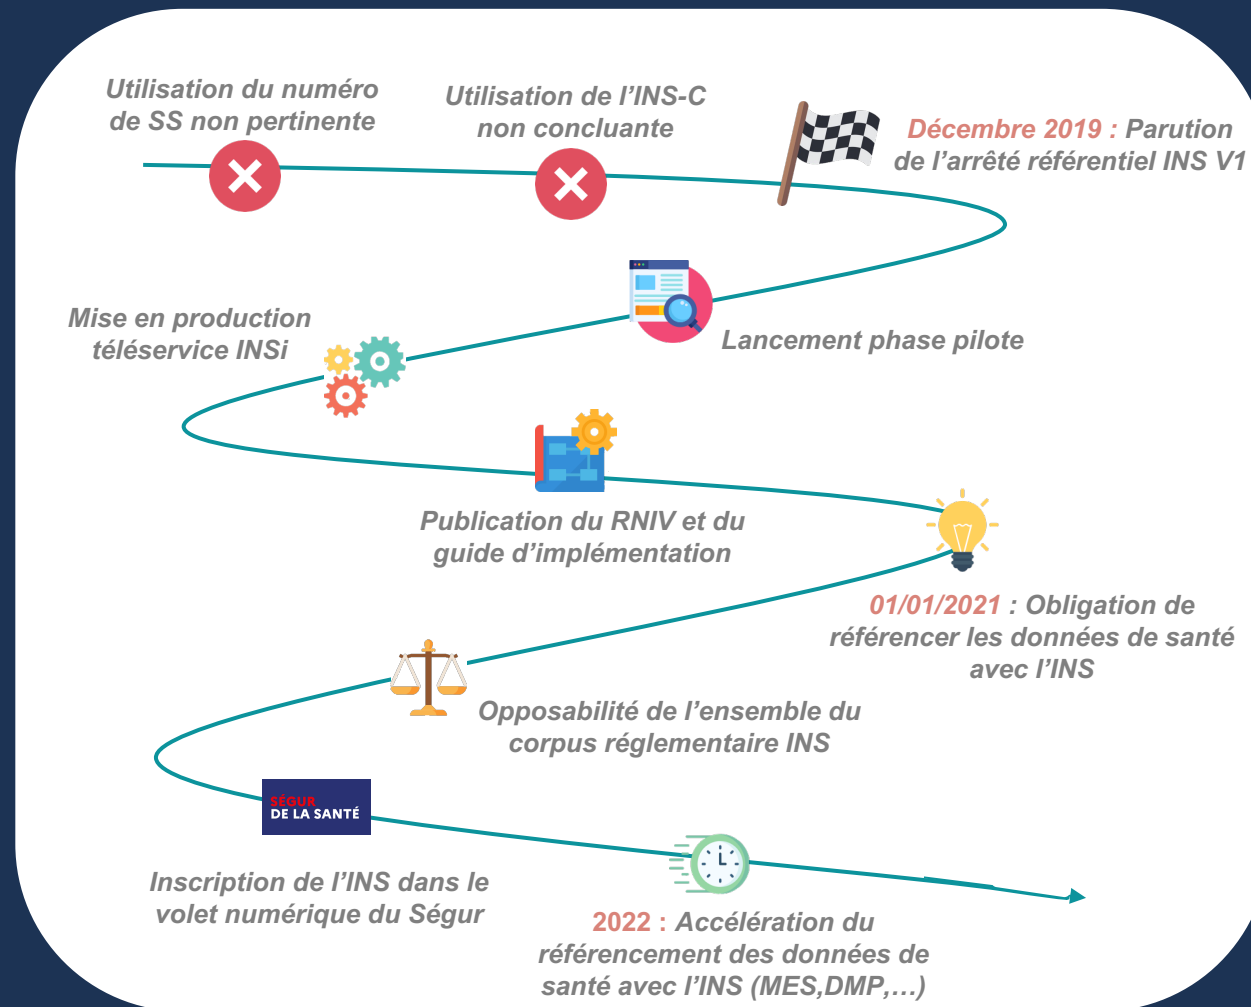 Utilisation du numéro
de SS non pertinente
Utilisation de l’INS-C
non concluante
Décembre 2019 : Parution
de l’arrêté référentiel INS V1
Lancement phase pilote
Mise en production
téléservice INSi
Publication du RNIV et du
guide d’implémentation
01/01/2021 : Obligation de
référencer les données de santé
avec l’INS
Opposabilité de l’ensemble du
corpus réglementaire INS
SÉGUR
DE LA SANTÉ
Inscription de l’INS dans le
volet numérique du Ségur
2022 : Accélération du
référencement des données de
santé avec l’INS (MES,DMP,…)